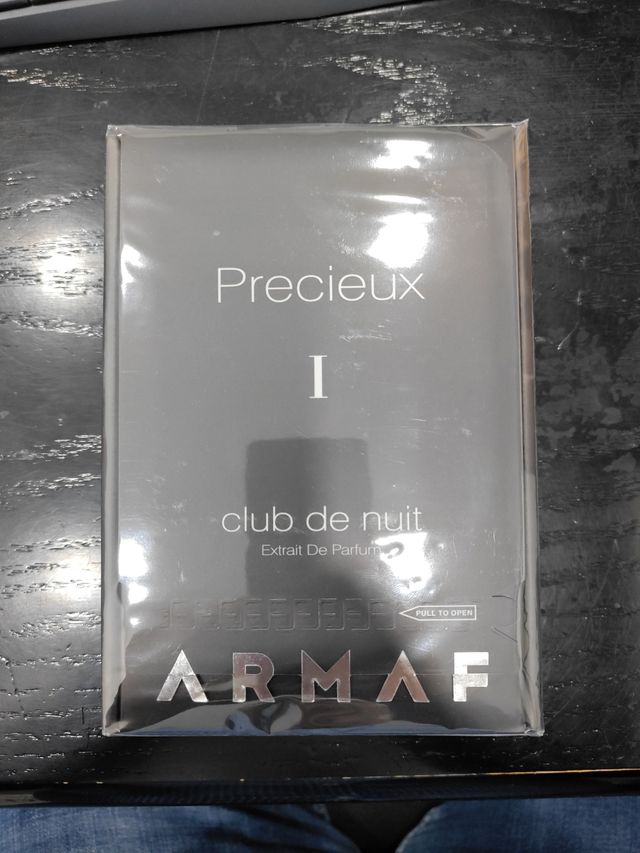 Precieux
I
club de nuit
Extrait De Parfum
PULL TO OPEN
ARMAF